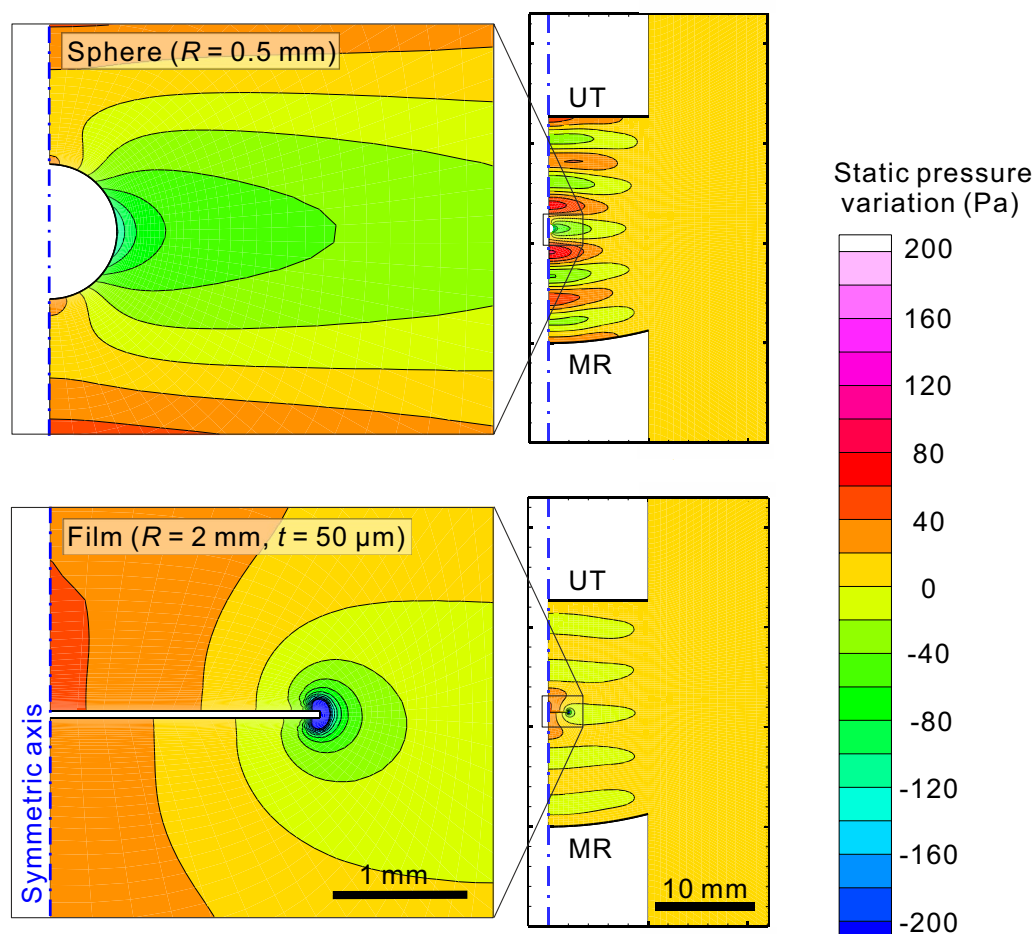 Sphere (R = 0.5 mm)
UT
MR
Static pressure
variation (Pa)
200
160
120
80
40
0
-40
-80
-120
-160
-200
Film (R = 2 mm, t = 50 µm)
Symmetric axis
1 mm
UT
MR
10 mm